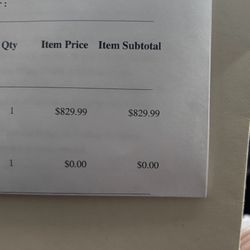 Qty Item Price Item Subtotal
1 $829.99 $829.99
1 $0.00 $0.00